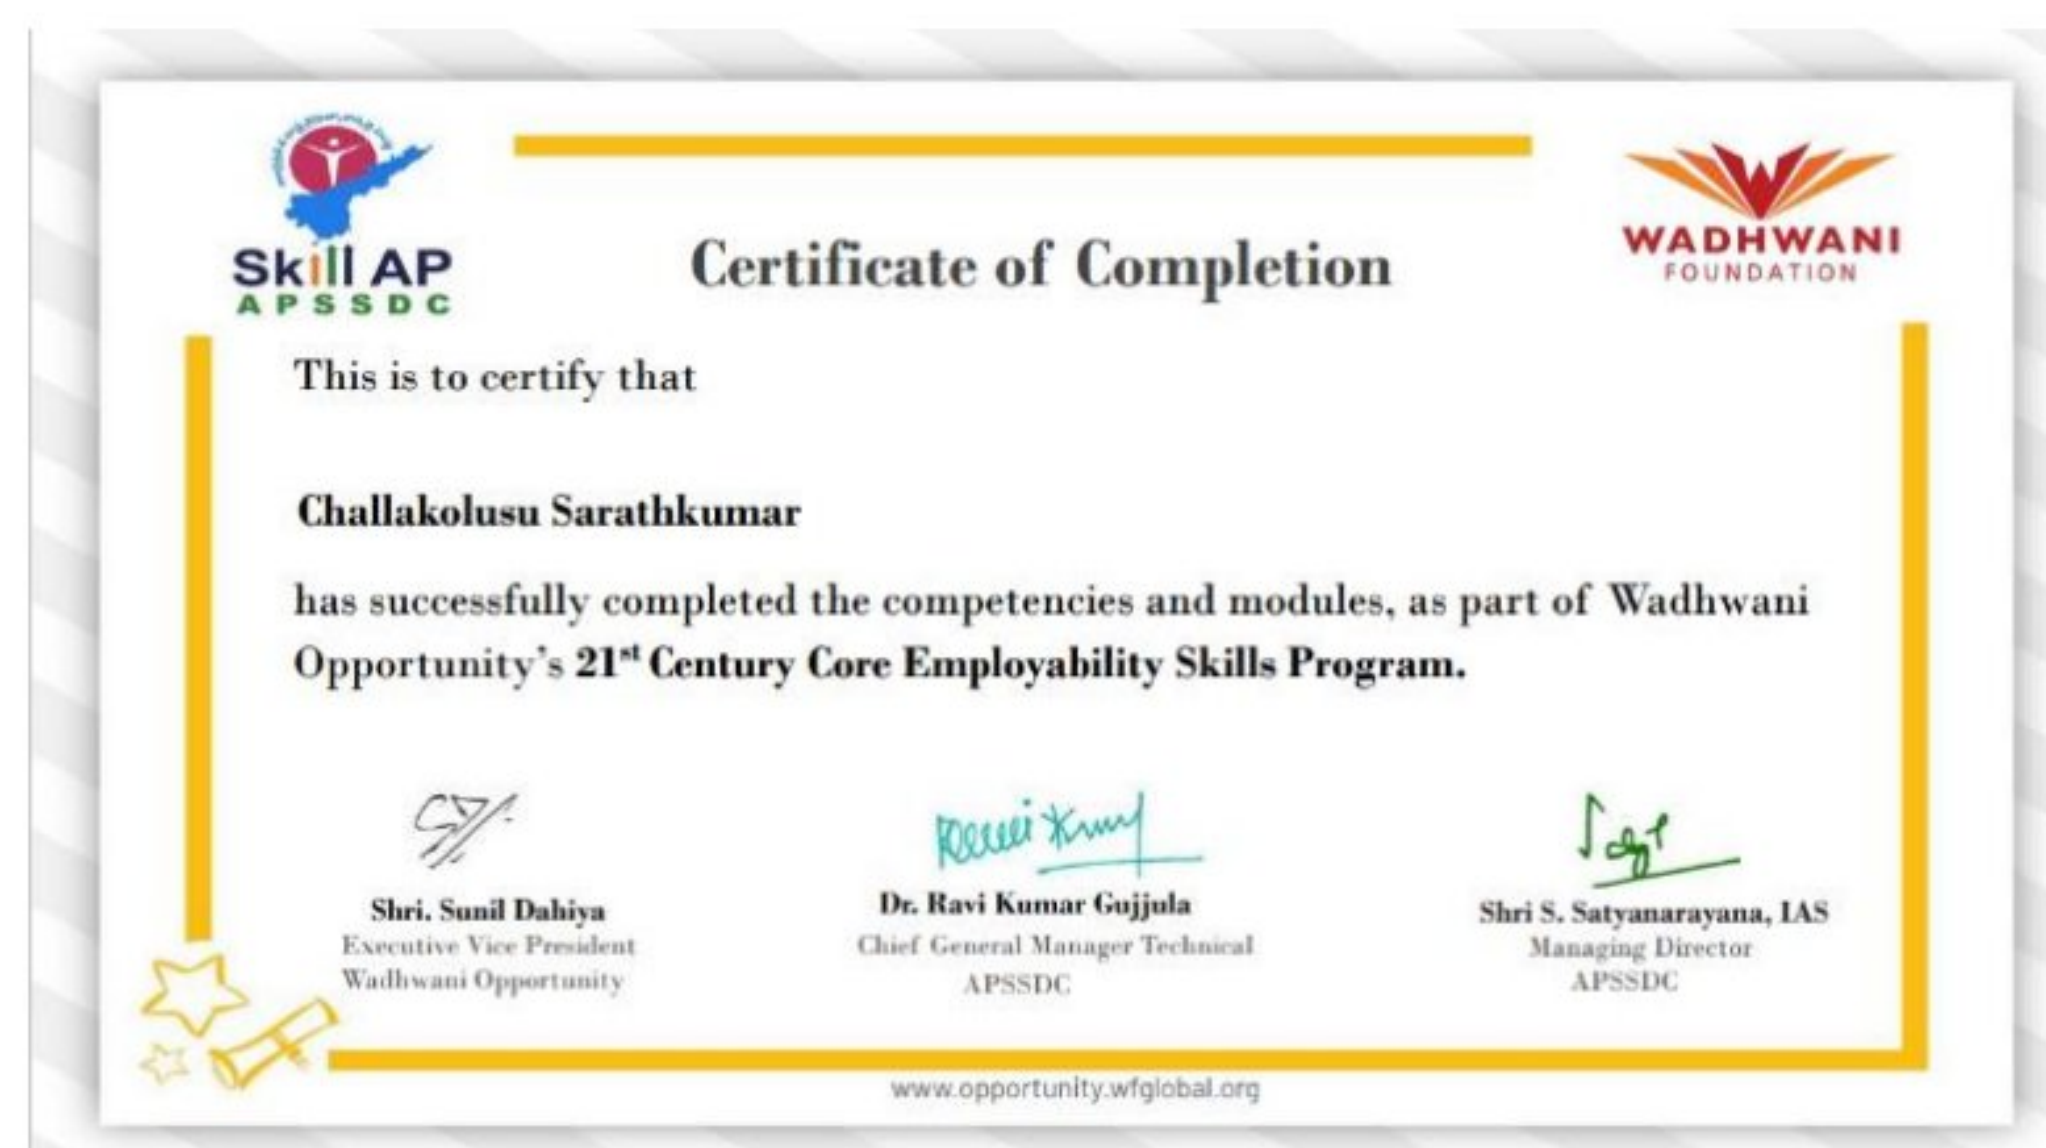 Skill AP
APSSDC
WADHWANI
FOUNDATION
Certificate of Completion
This is to certify that
Challakolusu Sarathkumar
has successfully completed the competencies and modules, as part of Wadhwani
Opportunity's 21st Century Core Employability Skills Program.
Shri. Sunil Dahiya
Executive Vice President
Wadhwani Opportunity
Dr. Ravi Kumar Gujjula
Chief General Manager Technical
APSSDC
Shri S. Satyanarayana, IAS
Managing Director
APSSDC
www.opportunity.wfglobal.org